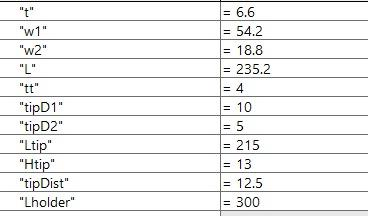 "t" = 6.6
"w1" = 54.2
"w2" = 18.8
"L" = 235.2
"tt" = 4
"tipD1" = 10
"tipD2" = 5
"Ltip" = 215
"Htip" = 13
"tipDist" = 12.5
"Lholder" = 300